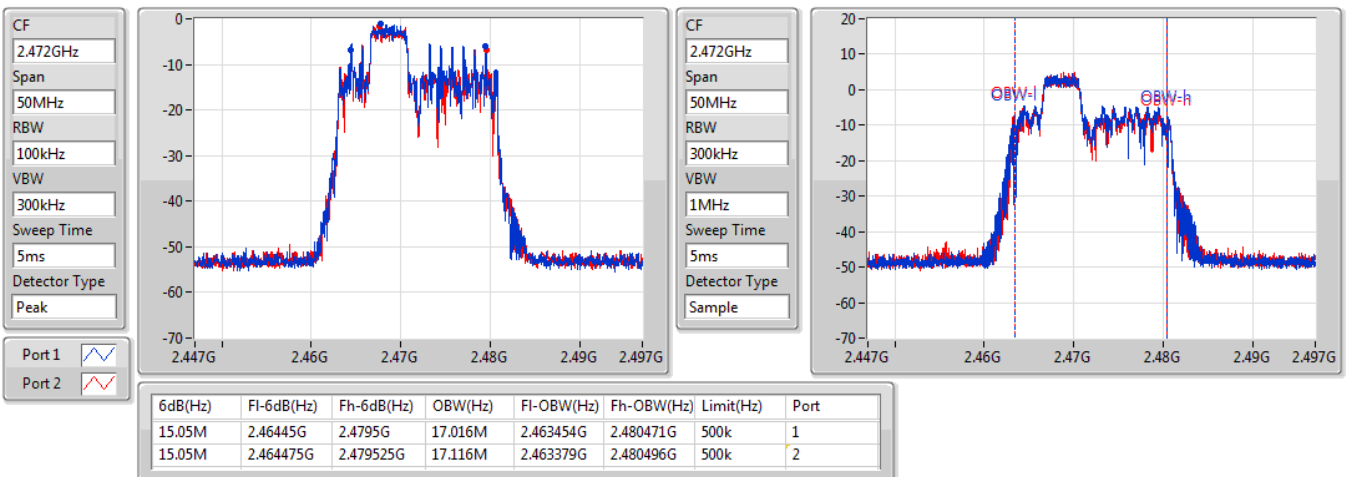 CF
2.472GHz
Span
50MHz
RBW
100kHz
VBW
300kHz
Sweep Time
5ms
Detector Type
Peak
Port 1
Port 2
0
-10
-20
-30
-40
-50
-60
-70
2.447G 2.46G 2.47G 2.48G 2.49G 2.497G
CF
2.472GHz
Span
50MHz
RBW
300kHz
VBW
1MHz
Sweep Time
5ms
Detector Type
Sample
20
10
0
-10
-20
-30
-40
-50
-60
-70
OBW-l OBW-h
2.447G 2.46G 2.47G 2.48G 2.49G 2.497G
6dB(Hz) Fl-6dB(Hz) Fh-6dB(Hz) OBW(Hz) Fl-OBW(Hz) Fh-OBW(Hz) Limit(Hz) Port
15.05M 2.46445G 2.4795G 17.016M 2.463454G 2.480471G 500k 1
15.05M 2.464475G 2.479525G 17.116M 2.463379G 2.480496G 500k 2